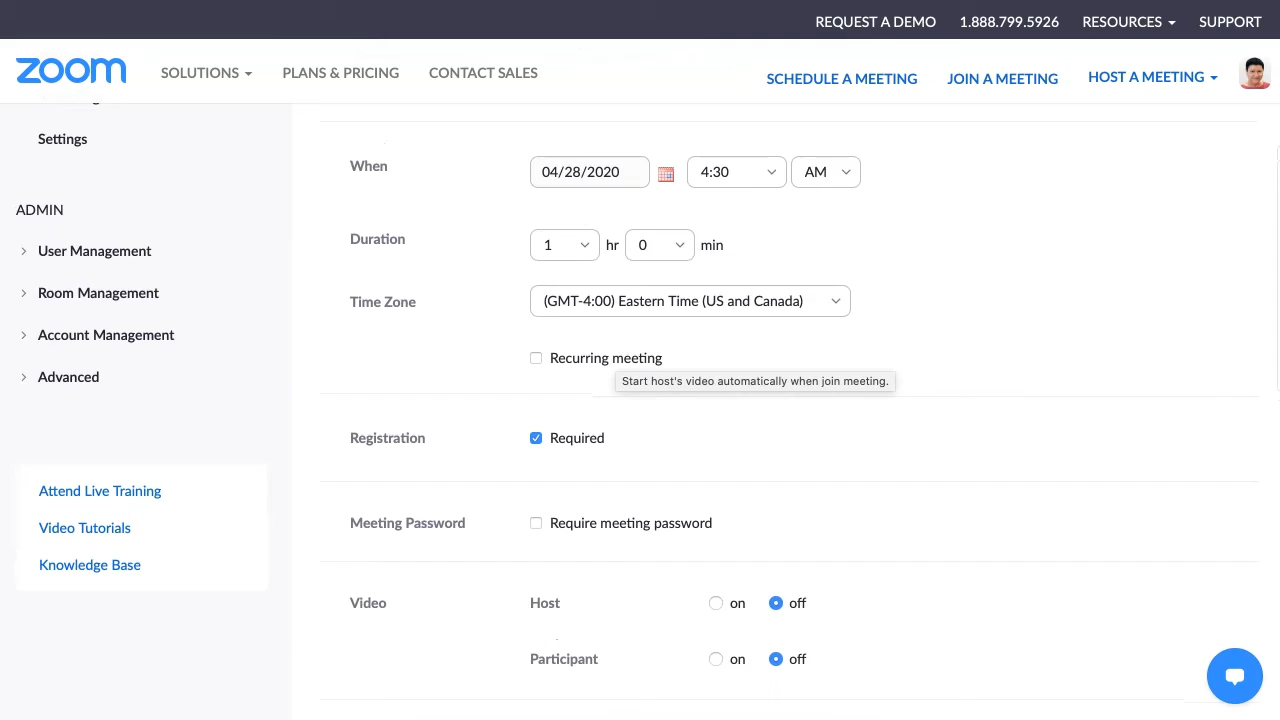 REQUEST A DEMO 1.888.799.5926 RESOURCES SUPPORT
zoom SOLUTIONS PLANS & PRICING CONTACT SALES SCHEDULE A MEETING JOIN A MEETING HOST A MEETING
Settings
When 04/28/2020 4:30 AM
ADMIN
Duration 1 hr 0 min
User Management
Room Management
Time Zone (GMT-4:00) Eastern Time (US and Canada)
Account Management
Recurring meeting
Advanced
Start host's video automatically when join meeting.
Registration Required
Attend Live Training
Meeting Password Require meeting password
Video Tutorials
Knowledge Base
Video Host on off
Participant on off